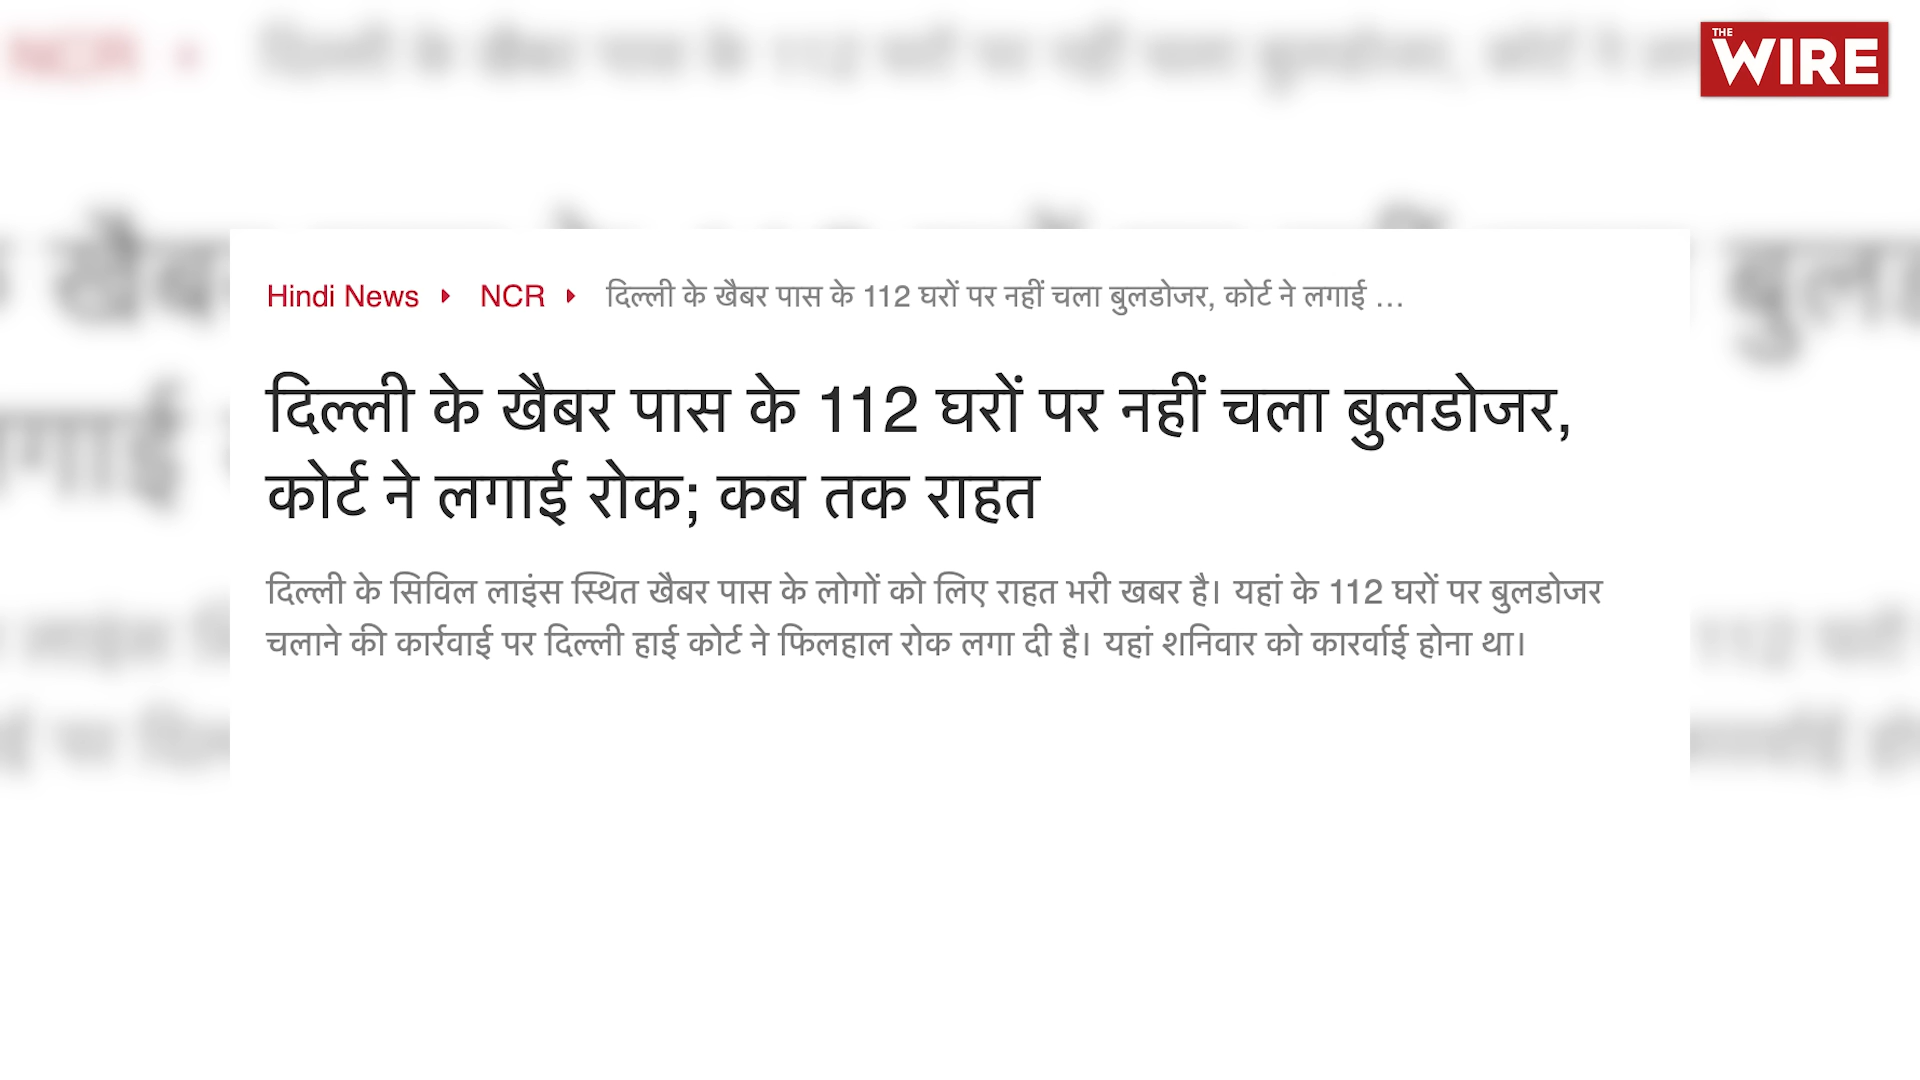 THE
WIRE
Hindi News
NCR
दिल्ली के खैबर पास के 112 घरों पर नहीं चला बुलडोजर, कोर्ट ने लगाई ...
दिल्ली के खैबर पास के 112 घरों पर नहीं चला बुलडोजर,
कोर्ट ने लगाई रोक; कब तक राहत
दिल्ली के सिविल लाइंस स्थित खैबर पास के लोगों को लिए राहत भरी खबर है। यहां के 112 घरों पर बुलडोजर
चलाने की कार्रवाई पर दिल्ली हाई कोर्ट ने फिलहाल रोक लगा दी है। यहां शनिवार को कारर्वाई होना था।